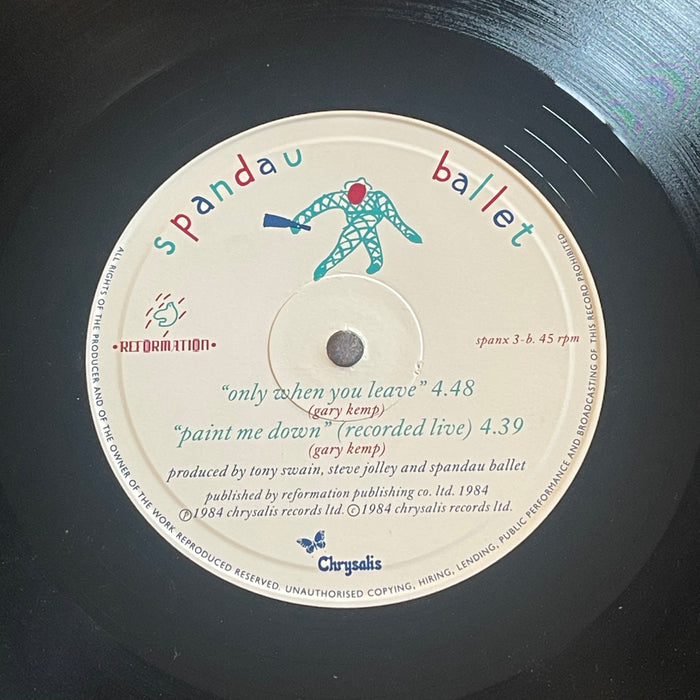 spandau ballet
•REFORMATION•
spanx 3-b. 45 rpm
"only when you leave" 4.48
(gary kemp)
"paint me down" (recorded live) 4.39
(gary kemp)
produced by tony swain, steve jolley and spandau ballet
published by reformation publishing co. ltd. 1984
Ⓟ1984 chrysalis records ltd. ©1984 chrysalis records ltd.
Chrysalis
ALL RIGHTS OF THE PRODUCER AND OF THE OWNER OF THE WORK REPRODUCED RESERVED. UNAUTHORISED COPYING, HIRING, LENDING, PUBLIC PERFORMANCE AND BROADCASTING OF THIS RECORD PROHIBITED